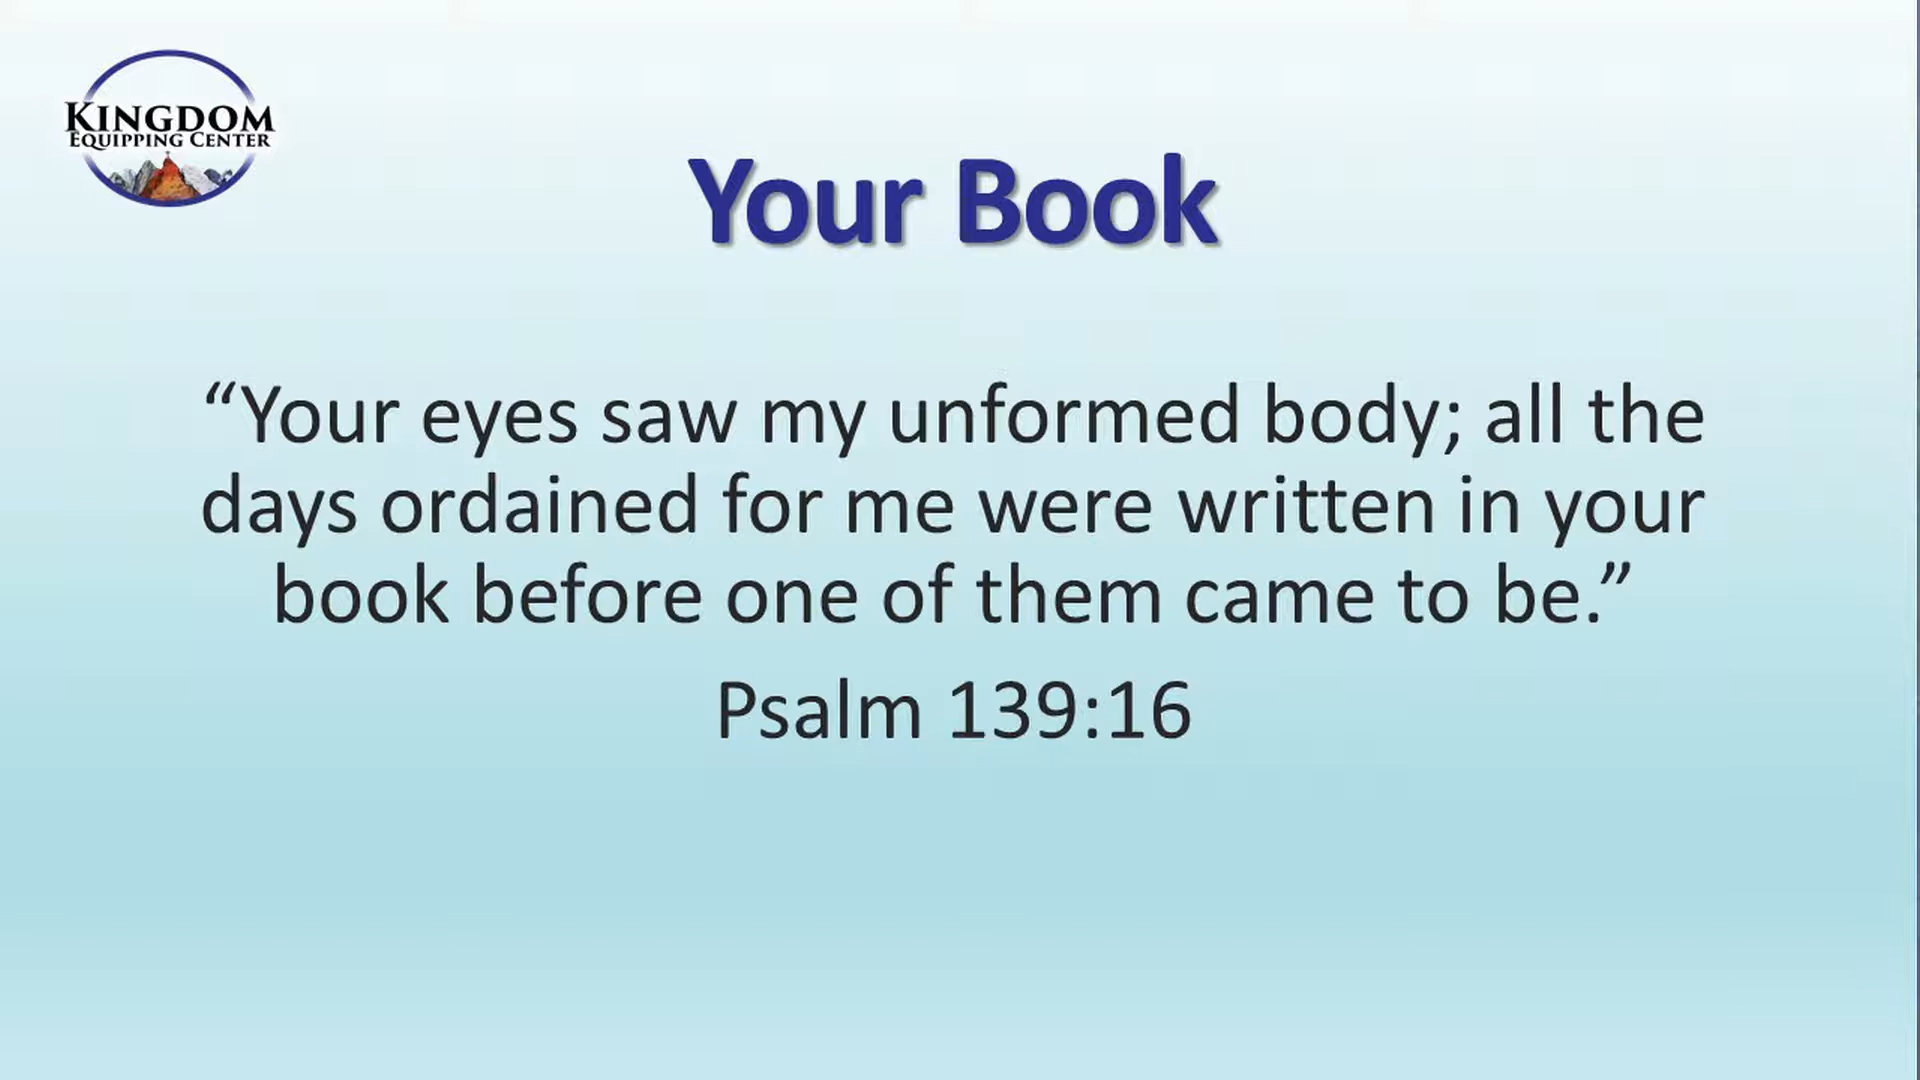 KINGDOM
EQUIPPING CENTER
Your Book
“Your eyes saw my unformed body; all the
days ordained for me were written in your
book before one of them came to be.”
Psalm 139:16